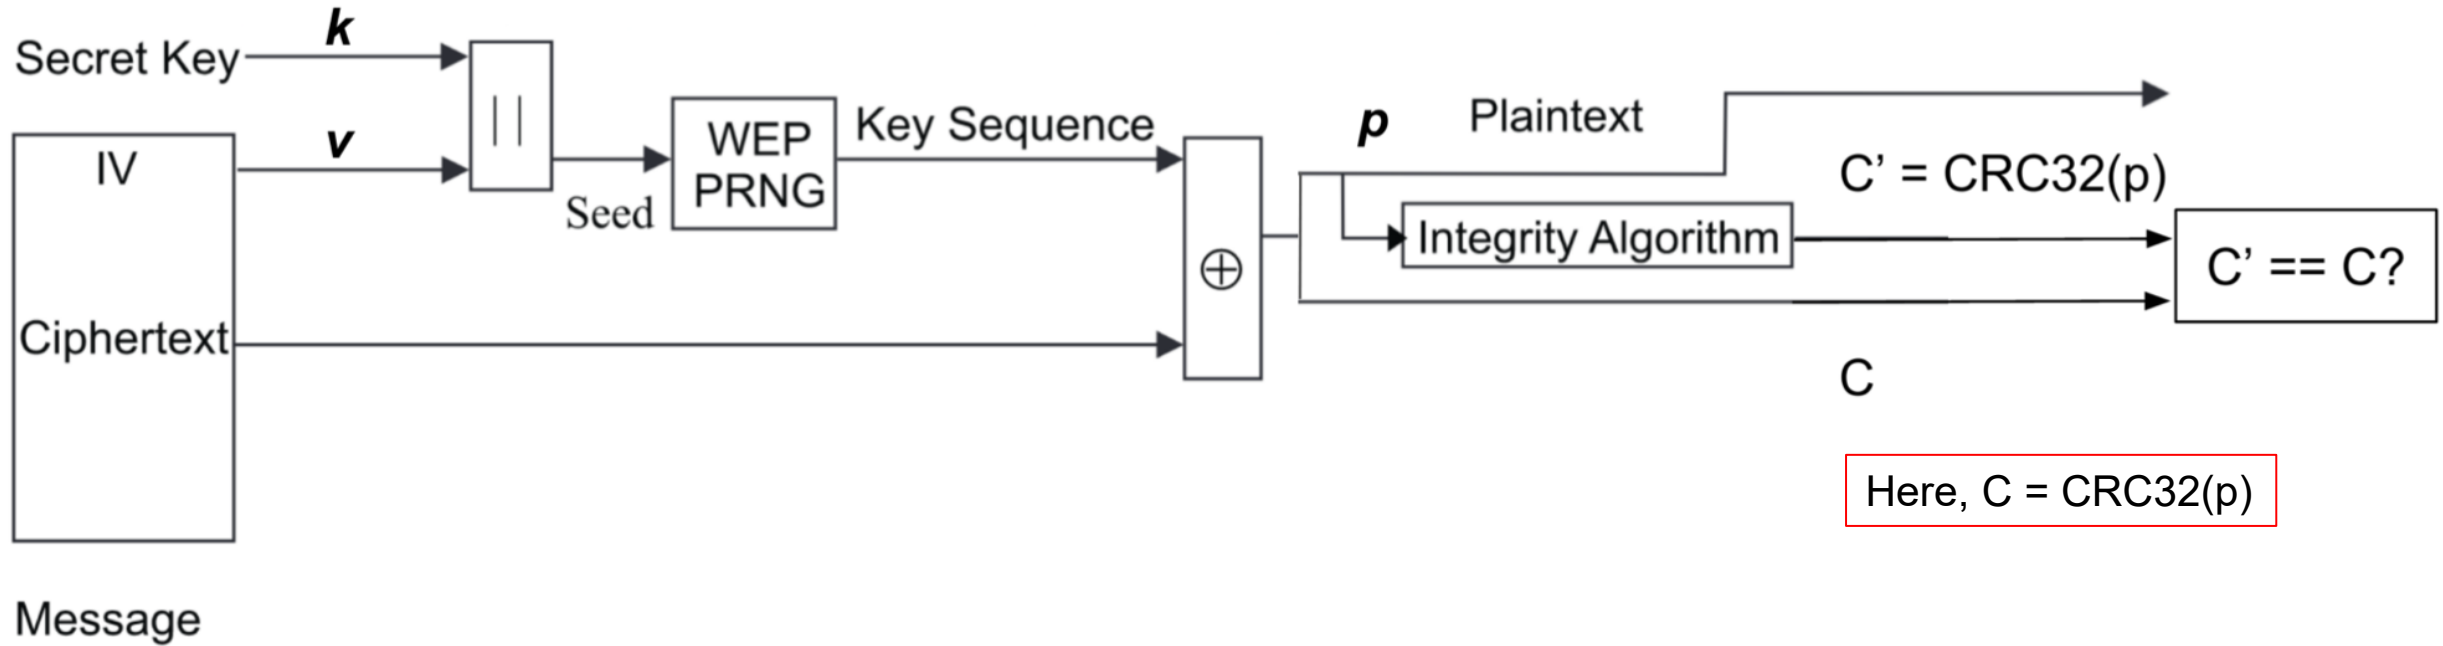 Secret Key
k
v
IV
Ciphertext
Message
||
Seed
WEP
PRNG
Key Sequence
⊕
p
Plaintext
Integrity Algorithm
C’ = CRC32(p)
C’ == C?
C
Here, C = CRC32(p)